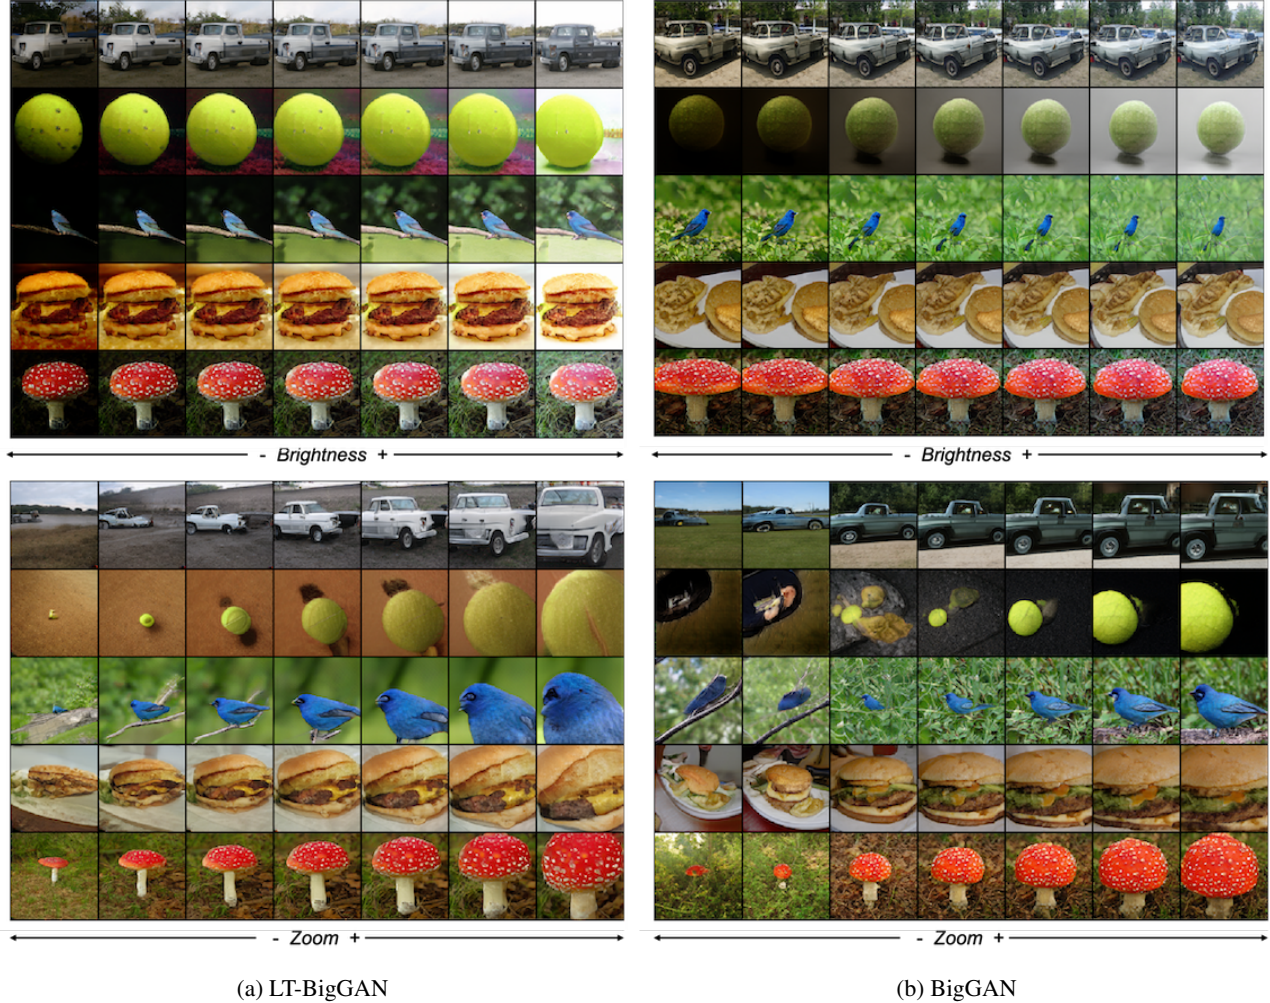 - Brightness +
- Brightness +
- Zoom +
- Zoom +
(a) LT-BigGAN
(b) BigGAN